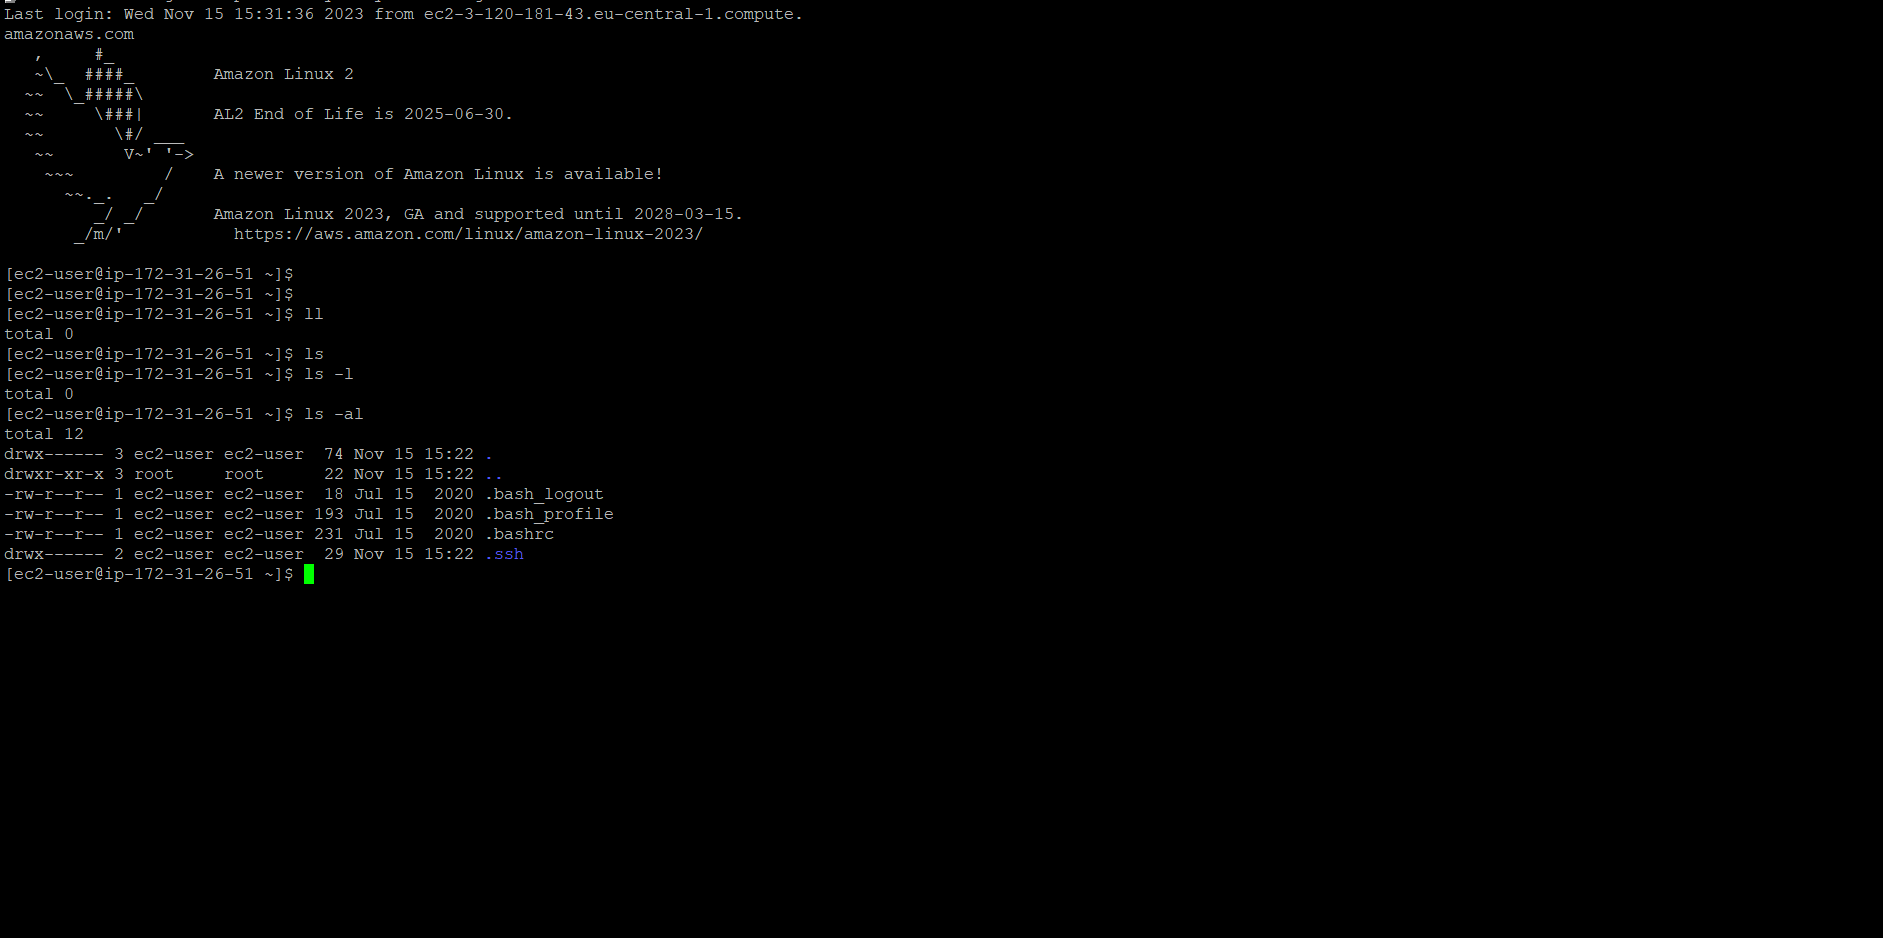 Last login: Wed Nov 15 15:31:36 2023 from ec2-3-120-181-43.eu-central-1.compute.
amazonaws.com
   ,     #_
   ~\_  ####_        Amazon Linux 2
  ~~  \_#####\
  ~~     \###|       AL2 End of Life is 2025-06-30.
  ~~       \#/ ___
   ~~       V~' '->
    ~~~         /    A newer version of Amazon Linux is available!
      ~~._.   _/
         _/ _/       Amazon Linux 2023, GA and supported until 2028-03-15.
       _/m/'           https://aws.amazon.com/linux/amazon-linux-2023/
[ec2-user@ip-172-31-26-51 ~]$
[ec2-user@ip-172-31-26-51 ~]$
[ec2-user@ip-172-31-26-51 ~]$ ll
total 0
[ec2-user@ip-172-31-26-51 ~]$ ls
[ec2-user@ip-172-31-26-51 ~]$ ls -l
total 0
[ec2-user@ip-172-31-26-51 ~]$ ls -al
total 12
drwx------ 3 ec2-user ec2-user  74 Nov 15 15:22 .
drwxr-xr-x 3 root     root      22 Nov 15 15:22 ..
-rw-r--r-- 1 ec2-user ec2-user  18 Jul 15  2020 .bash_logout
-rw-r--r-- 1 ec2-user ec2-user 193 Jul 15  2020 .bash_profile
-rw-r--r-- 1 ec2-user ec2-user 231 Jul 15  2020 .bashrc
drwx------ 2 ec2-user ec2-user  29 Nov 15 15:22 .ssh
[ec2-user@ip-172-31-26-51 ~]$